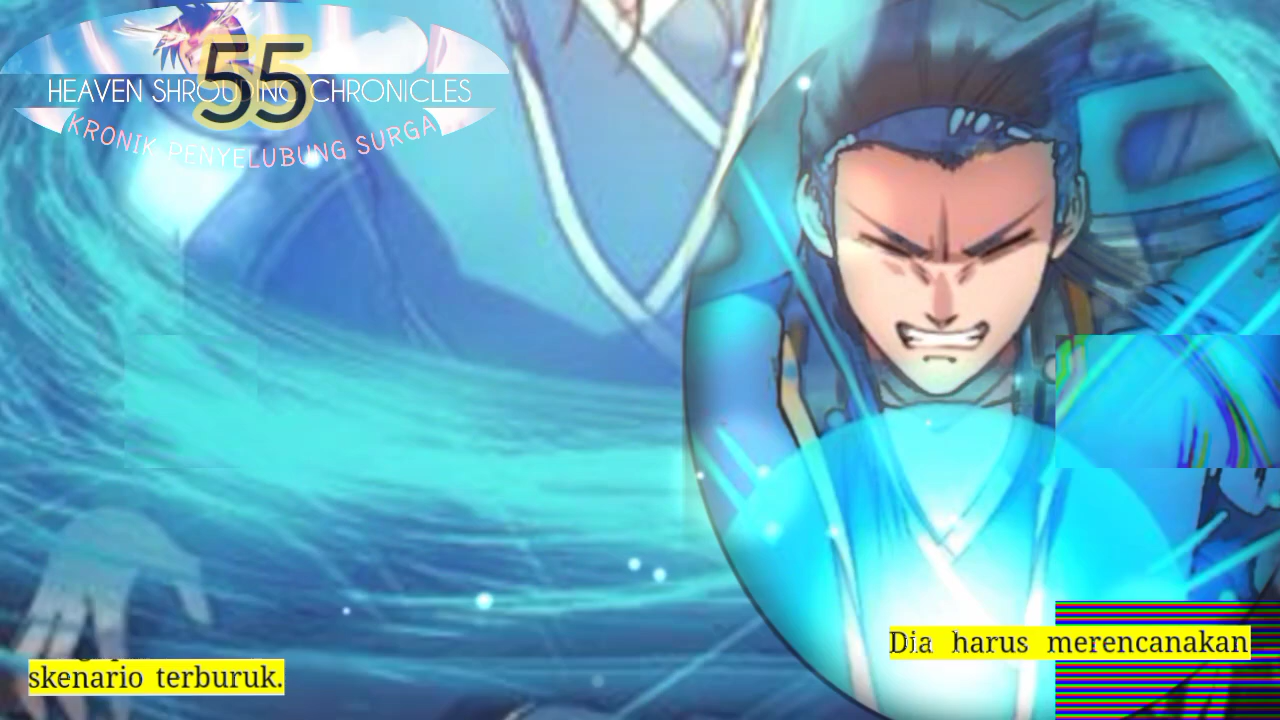 55
HEAVEN SHROUDING CHRONICLES
KRONIK PENYELUBUNG SURGA
Dia harus merencanakan
skenario terburuk.